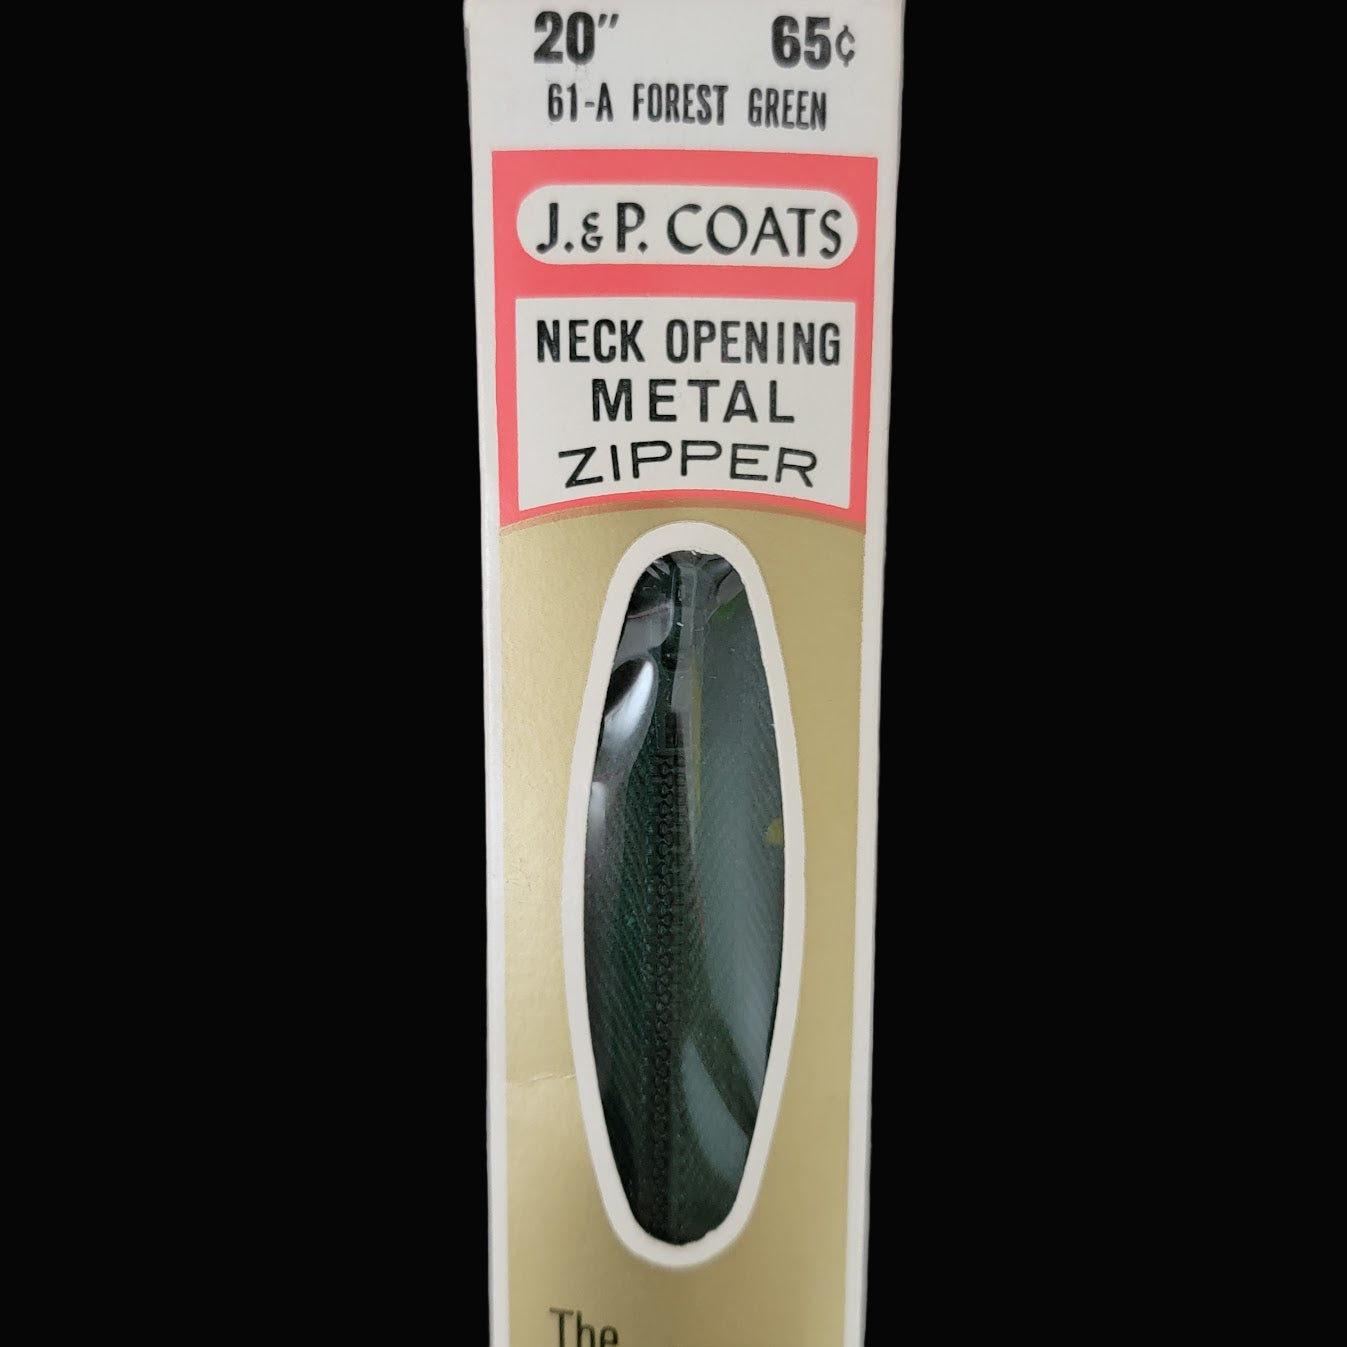 20" 65¢
61-A FOREST GREEN
J.&P. COATS
NECK OPENING
METAL
ZIPPER
The